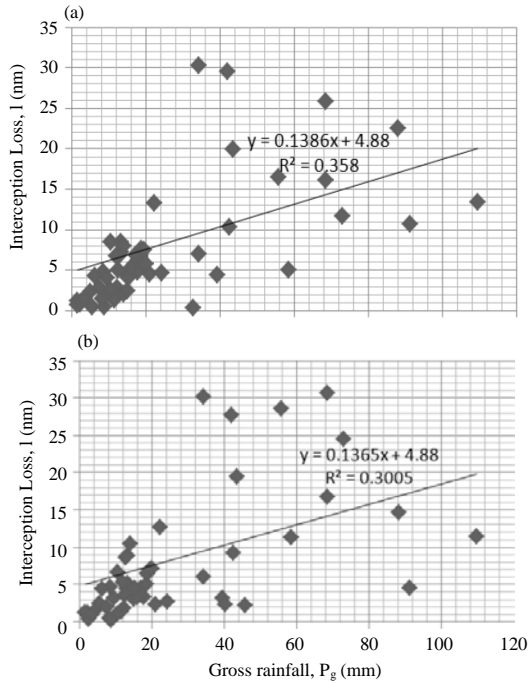 (a)
35
30
25
20
15
10
5
0
Interception Loss, l (nm)
y = 0.1386x + 4.88
R² = 0.358
(b)
35
30
25
20
15
10
5
0
Interception Loss, l (nm)
y = 0.1365x + 4.88
R² = 0.3005
0 20 40 60 80 100 120
Gross rainfall, Pg (mm)